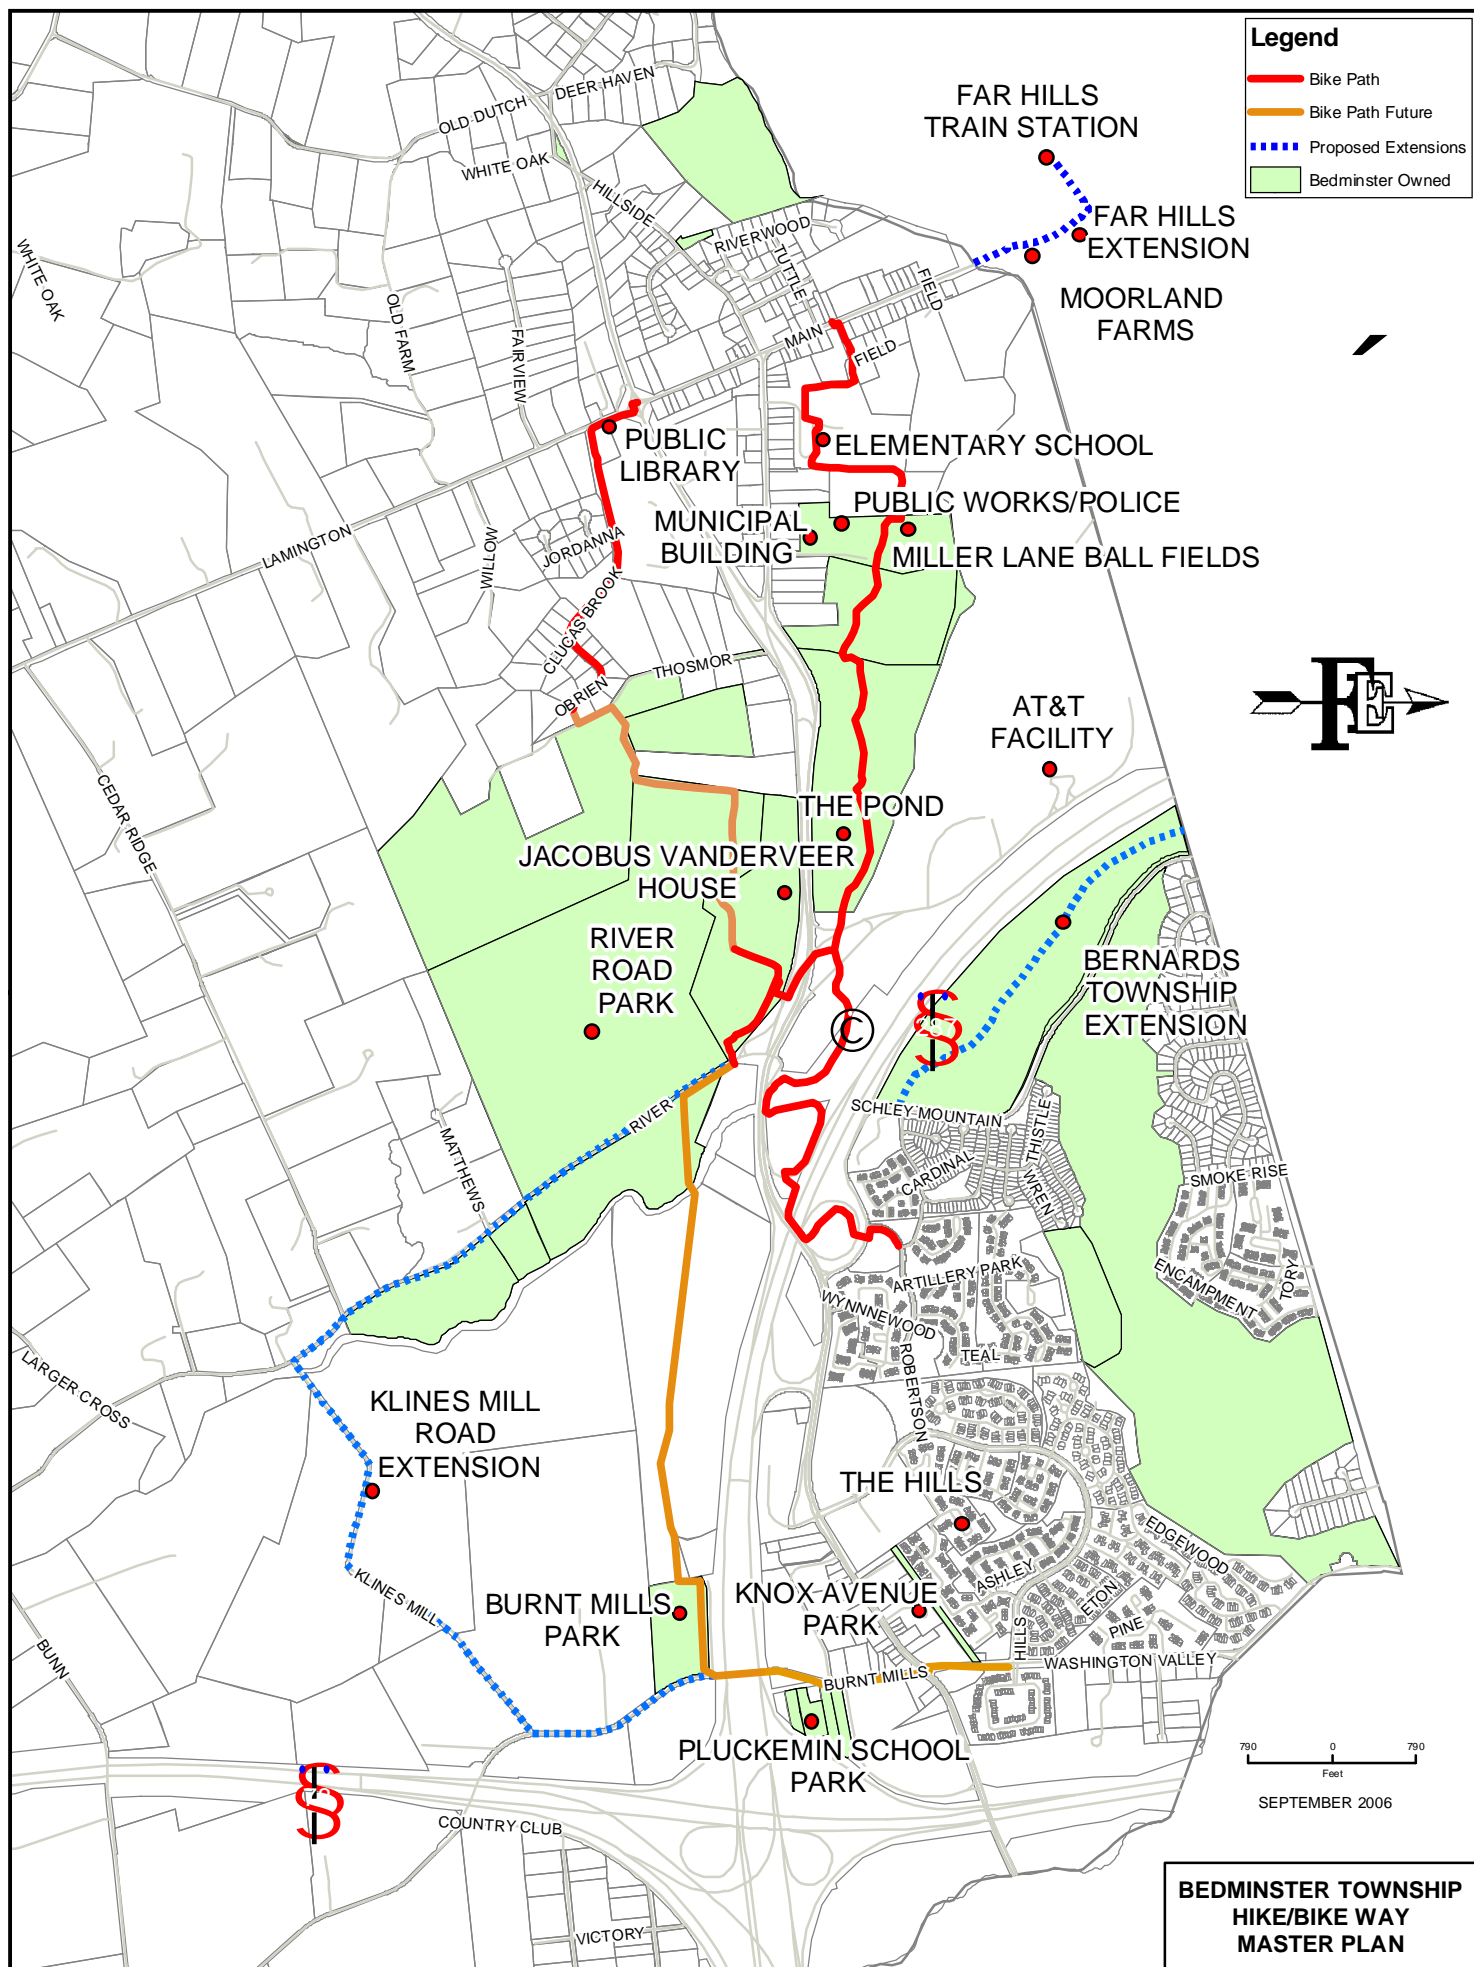 Legend
Bike Path
Bike Path Future
Proposed Extensions
Bedminster Owned
FAR HILLS
TRAIN STATION
FAR HILLS
EXTENSION
MOORLAND
FARMS
DEER HAVEN
OLD DUTCH
WHITE OAK
HILLSIDE
RIVERWOOD
TUTTLE
FIELD
WHITE OAK
OLD FARM
FAIRVIEW
MAIN
FIELD
PUBLIC
LIBRARY
ELEMENTARY SCHOOL
PUBLIC WORKS/POLICE
MUNICIPAL
BUILDING
MILLER LANE BALL FIELDS
LAMINGTON
WILLOW
JORDANNA
CLUCAS BROOK
THOSMOR
OBRIEN
AT&T
FACILITY
FE
CEDAR RIDGE
THE POND
JACOBUS VANDERVEER
HOUSE
RIVER
ROAD
PARK
BERNARDS
TOWNSHIP
EXTENSION
287
©
SCHLEY MOUNTAIN
RIVER
MATTHEWS
THISTLE
CARDINAL
WREN
SMOKE RISE
ARTILLERY PARK
ENCAMPMENT
TORY
WYNNNEWOOD
TEAL
ROBERTSON
LARGER CROSS
KLINES MILL
ROAD
EXTENSION
THE HILLS
EDGEWOOD
ASHLEY
ETON
KLINES MILL
BURNT MILLS
PARK
KNOX AVENUE
PARK
PINE
HILLS
WASHINGTON VALLEY
BUNN
BURNT MILLS
PLUCKEMIN SCHOOL
PARK
790
0
790
Feet
SEPTEMBER 2006
COUNTRY CLUB
VICTORY
BEDMINSTER TOWNSHIP
HIKE/BIKE WAY
MASTER PLAN